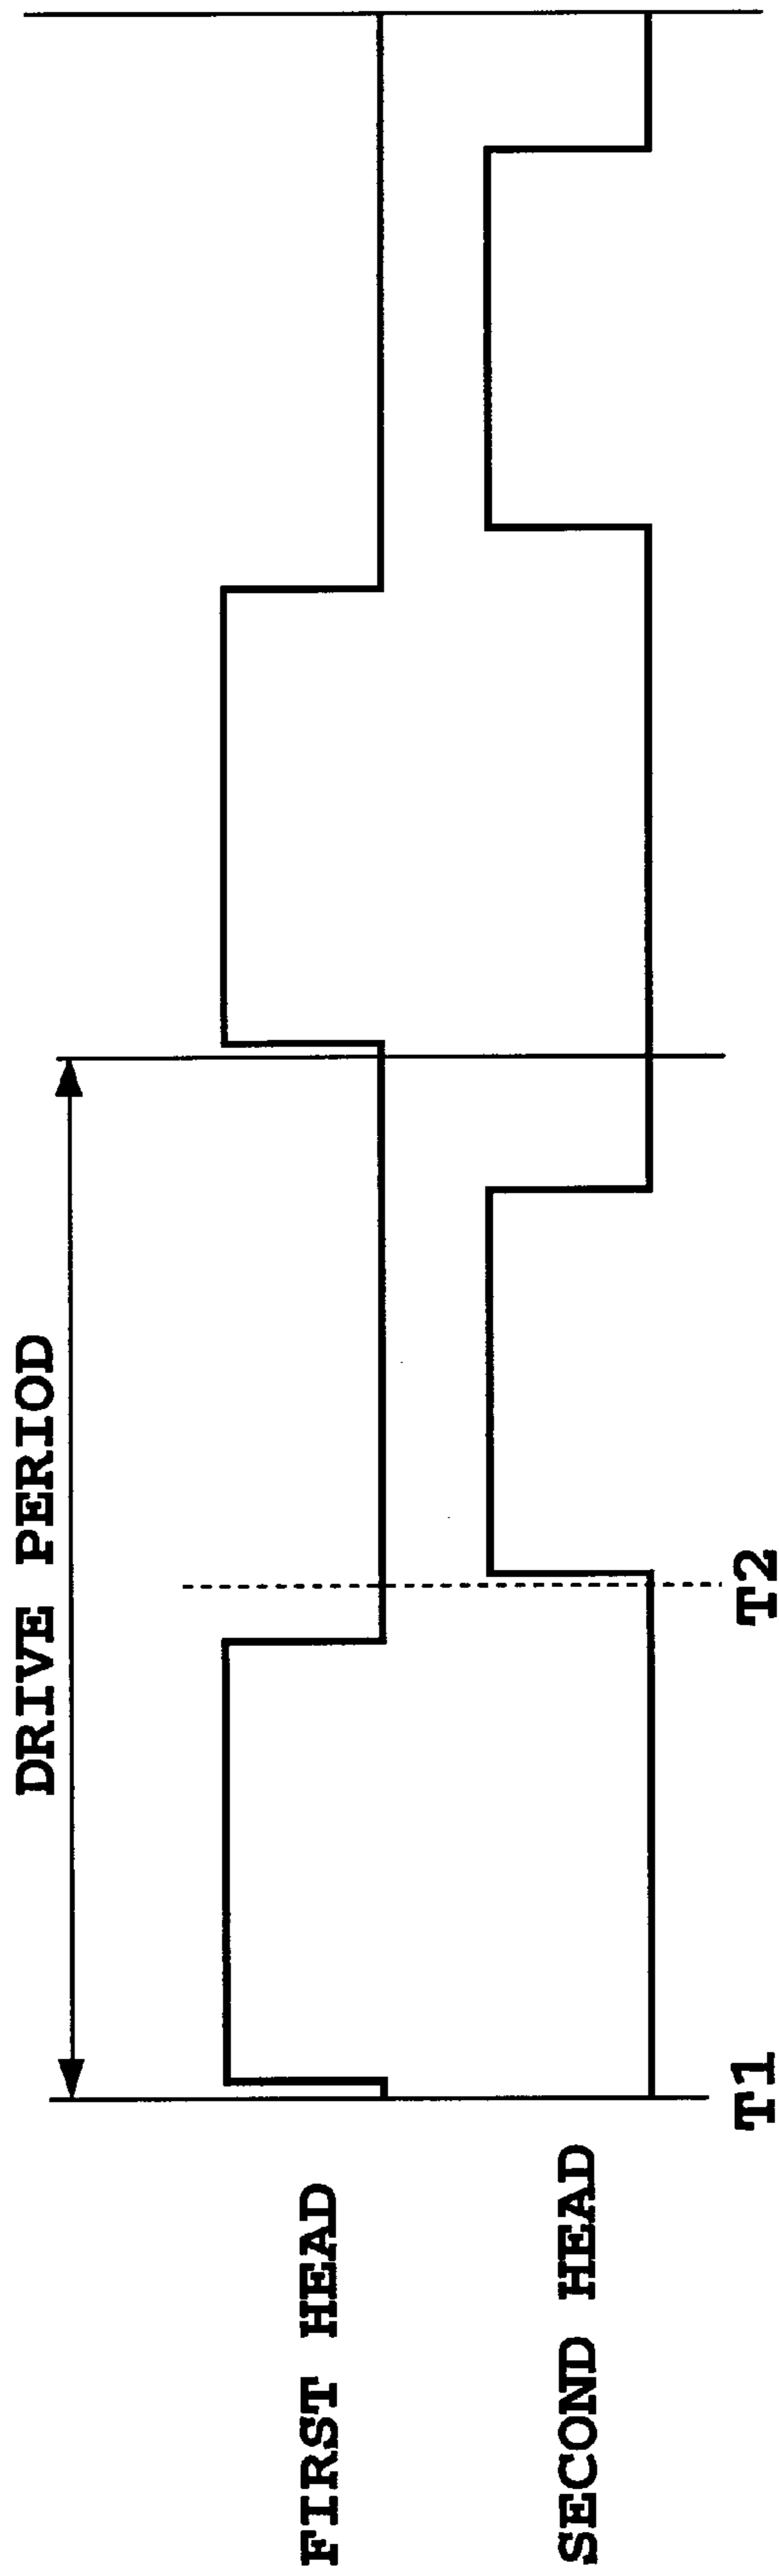 DRIVE PERIOD
FIRST HEAD
SECOND HEAD
T1
T2